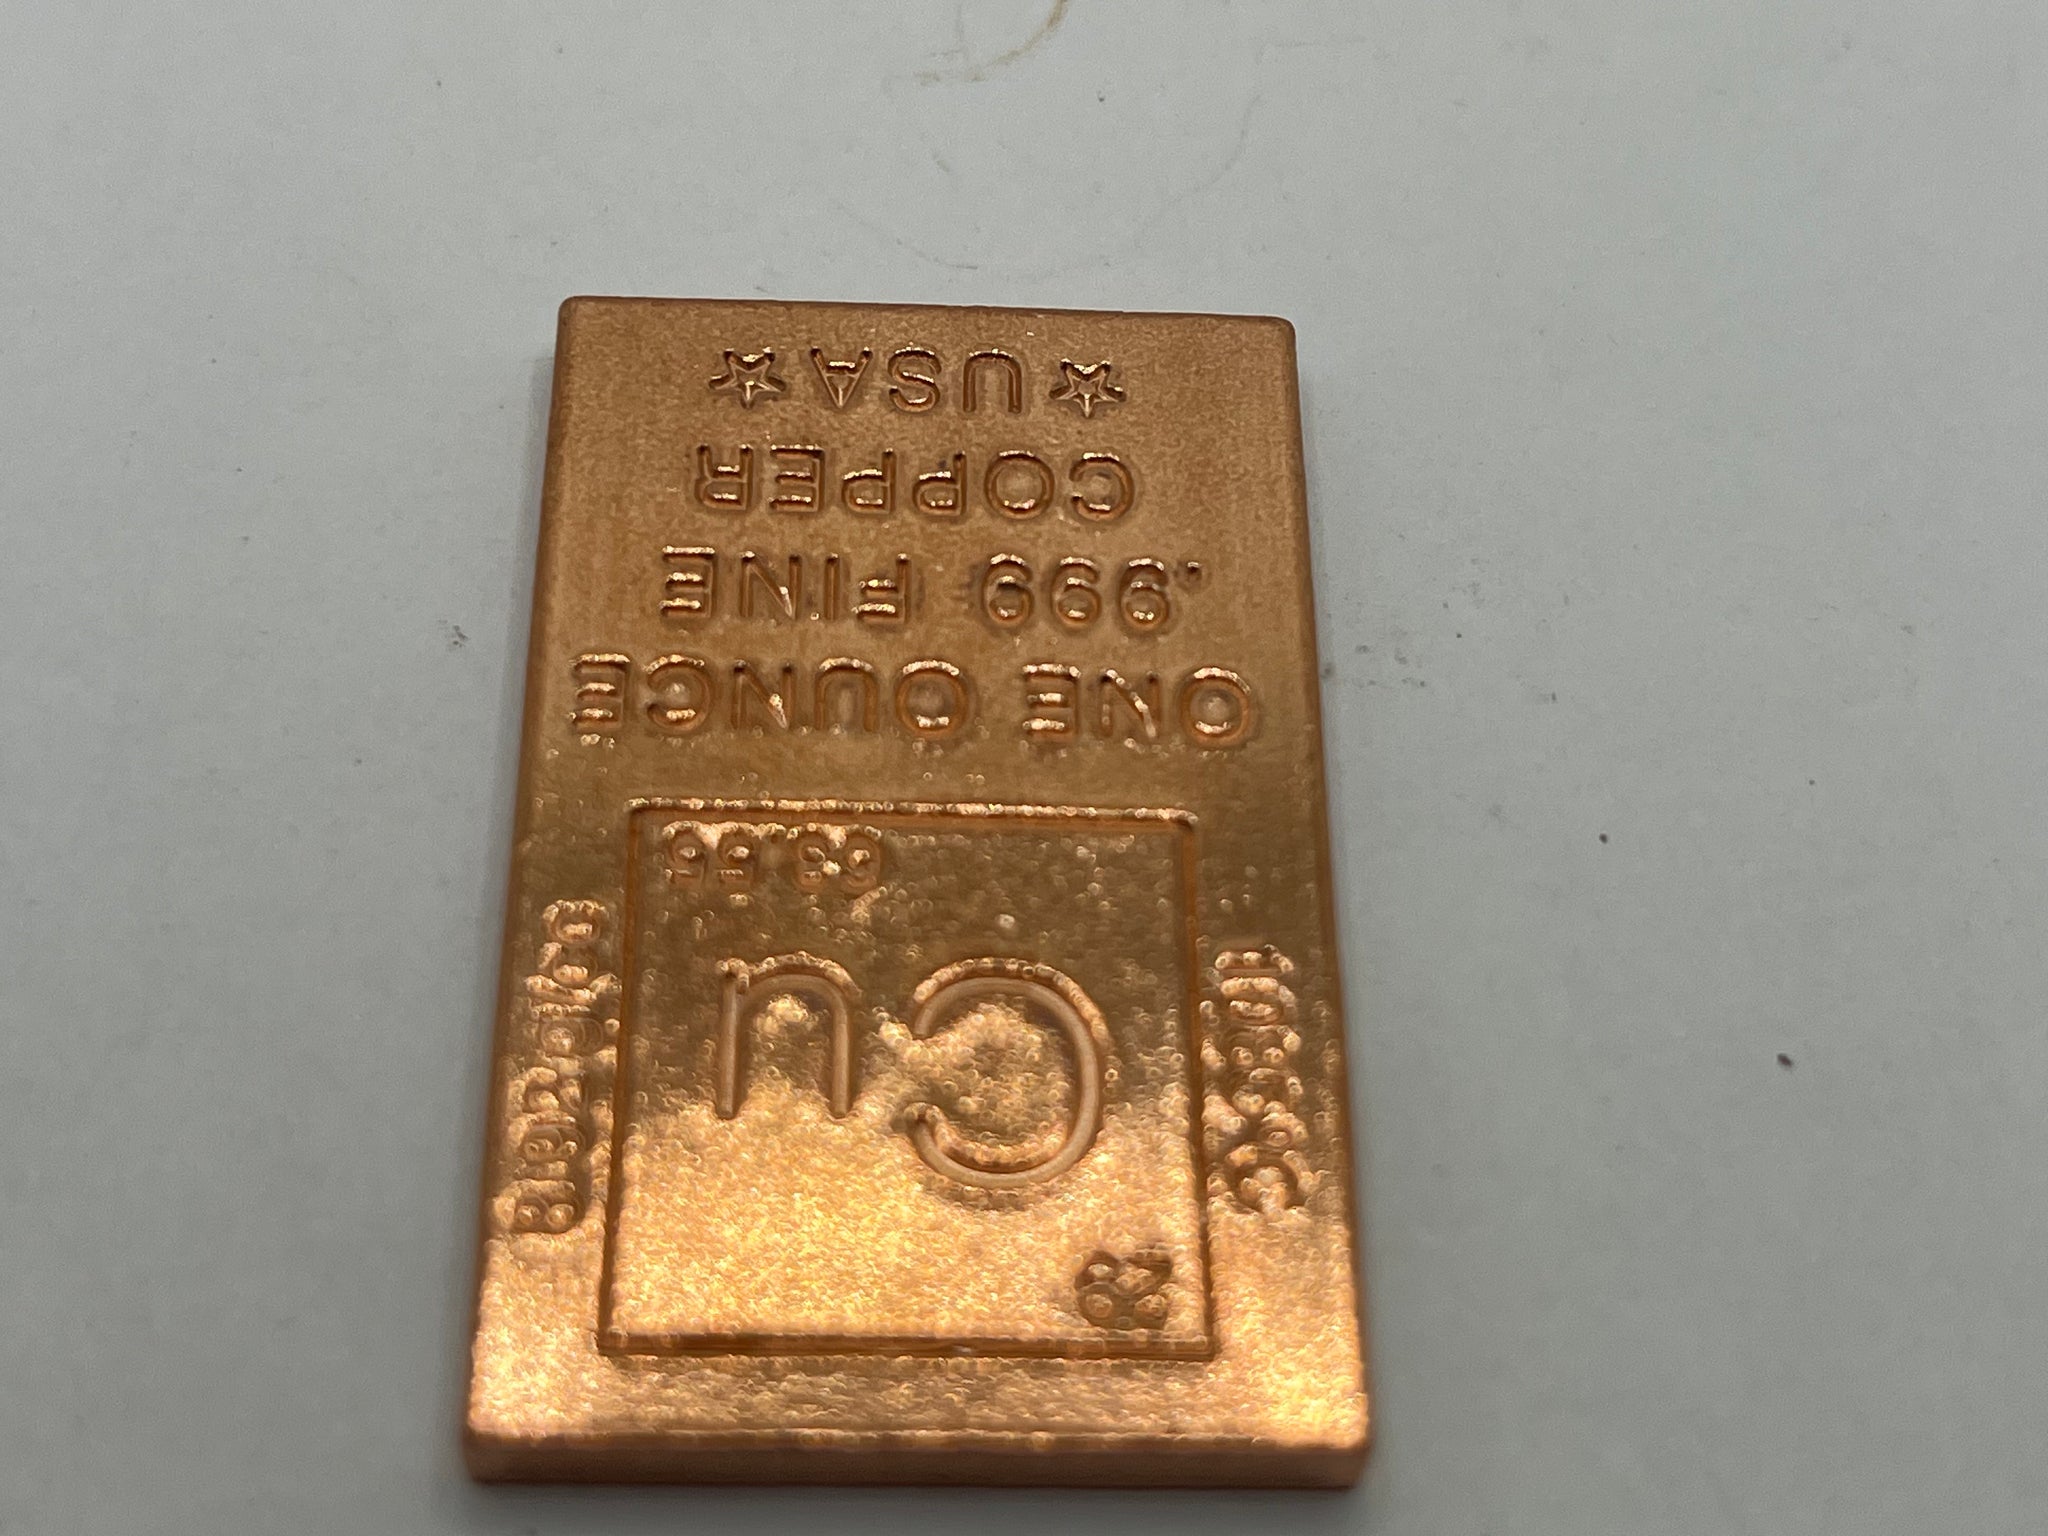 29
Cu
63.55
ONE OUNCE
.999 FINE
COPPER
★ USA ★